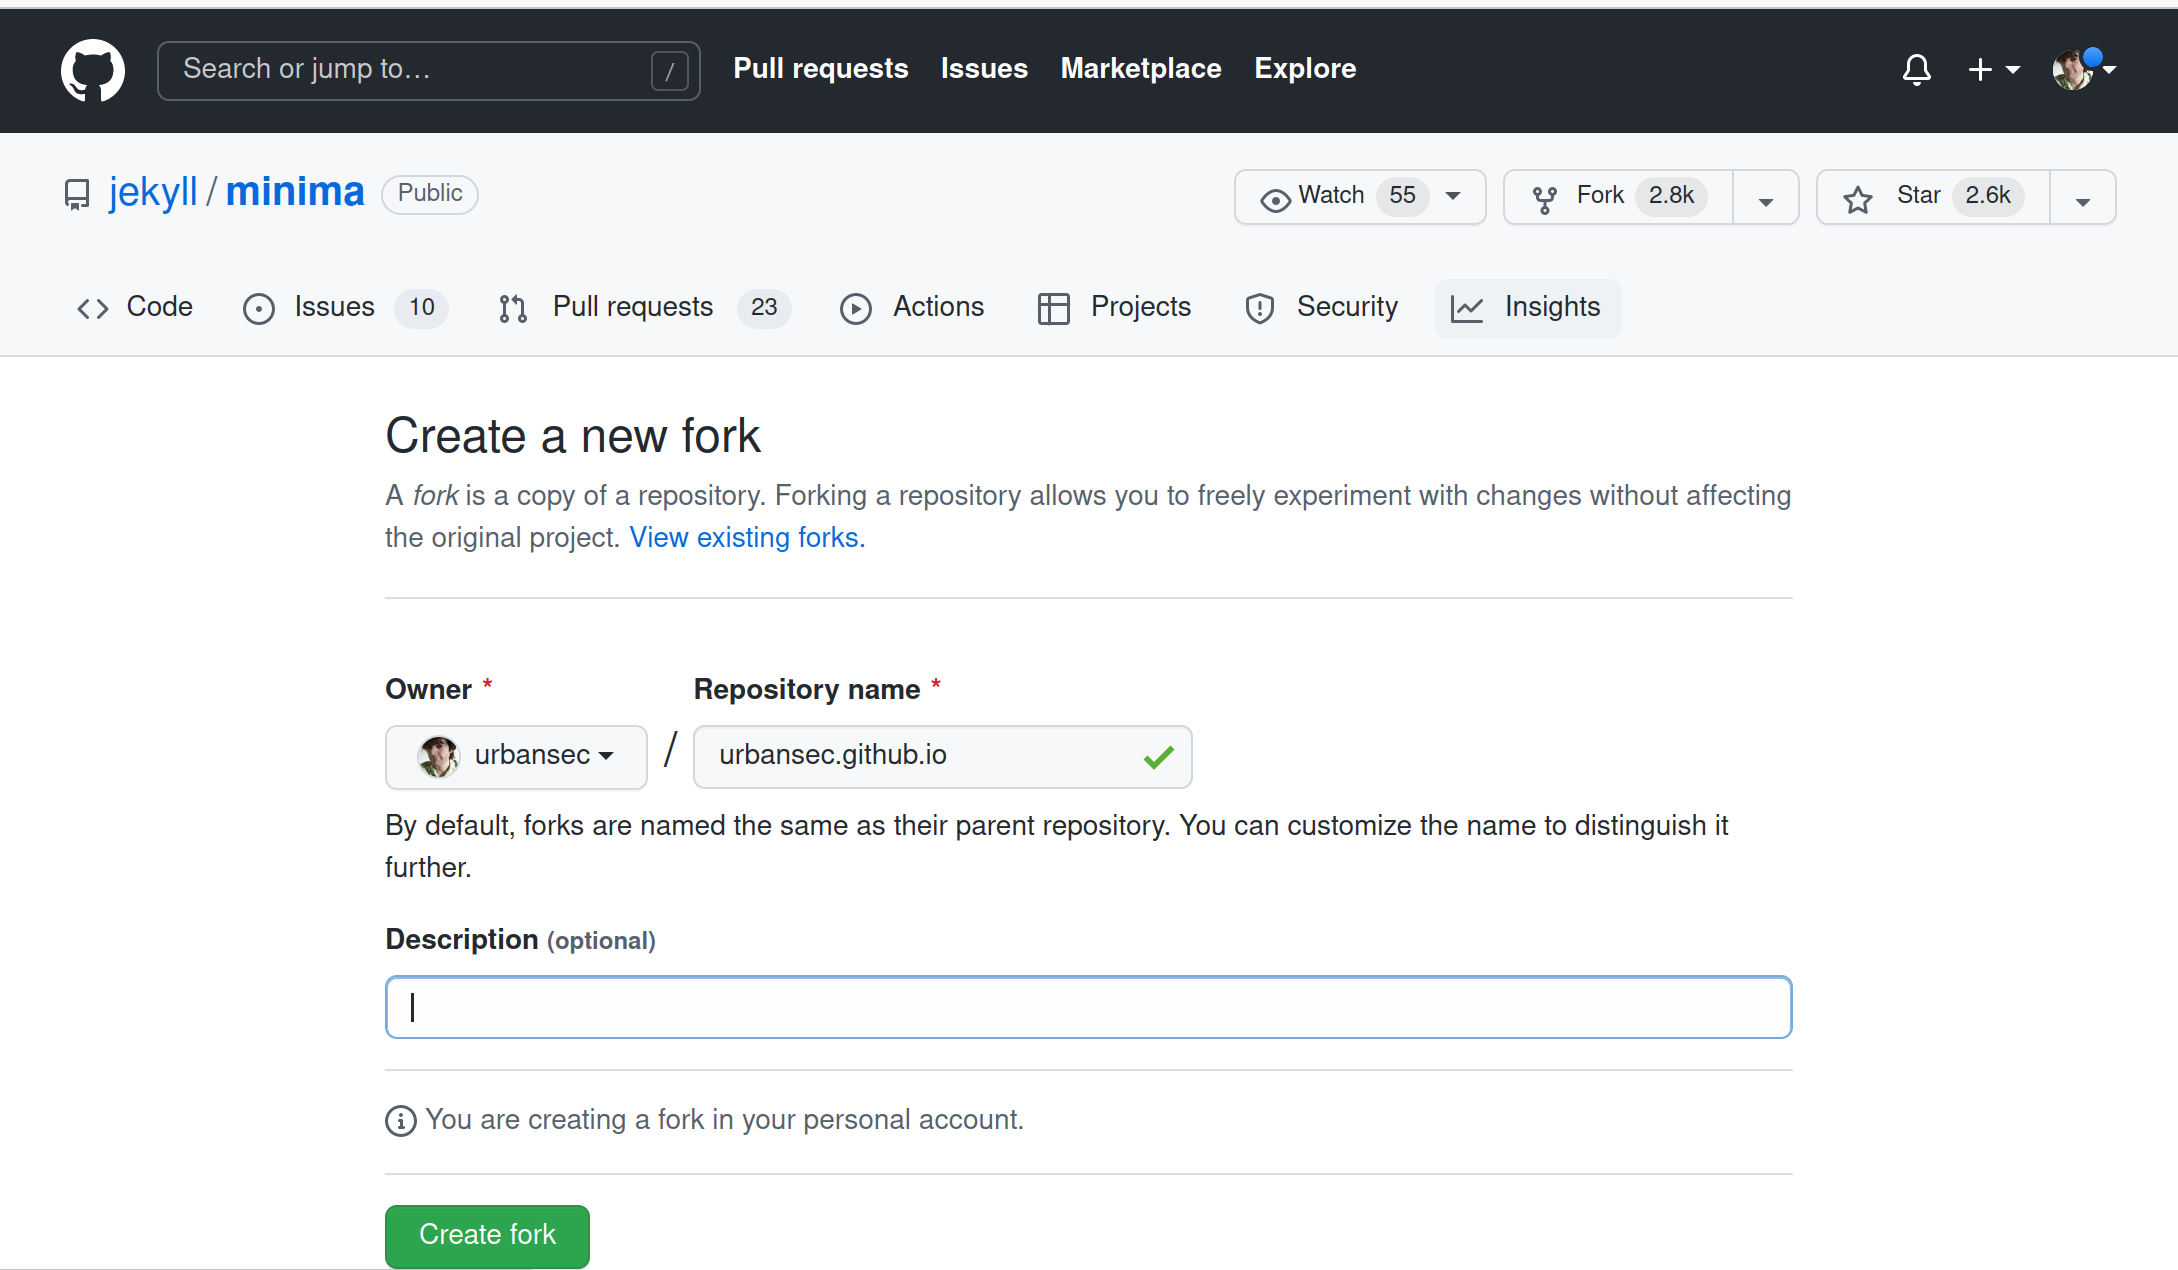 Search or jump to… / Pull requests Issues Marketplace Explore
jekyll / minima Public Watch 55 Fork 2.8k Star 2.6k
Code Issues 10 Pull requests 23 Actions Projects Security Insights
Create a new fork
A fork is a copy of a repository. Forking a repository allows you to freely experiment with changes without affecting
the original project. View existing forks.
Owner * Repository name *
urbansec / urbansec.github.io
By default, forks are named the same as their parent repository. You can customize the name to distinguish it
further.
Description (optional)
You are creating a fork in your personal account.
Create fork